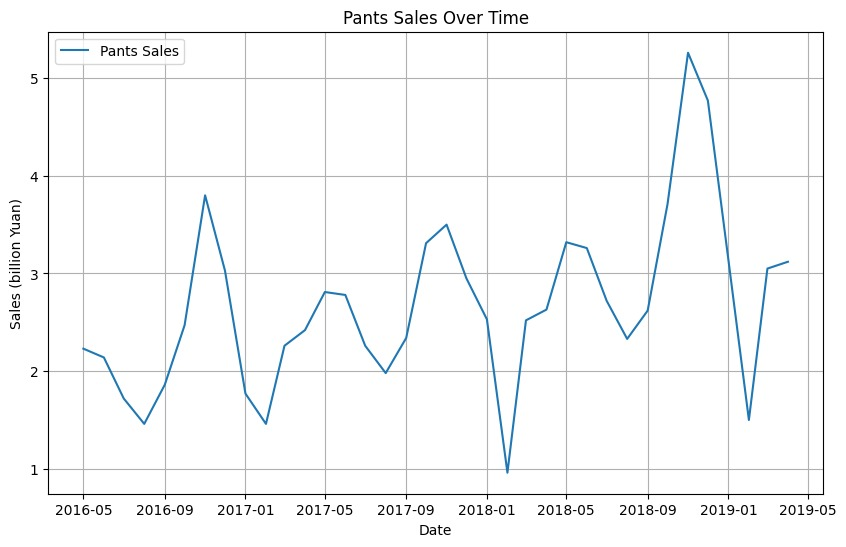 Pants Sales Over Time
Pants Sales
Sales (billion Yuan)
5
4
3
2
1
2016-05 2016-09 2017-01 2017-05 2017-09 2018-01 2018-05 2018-09 2019-01 2019-05
Date